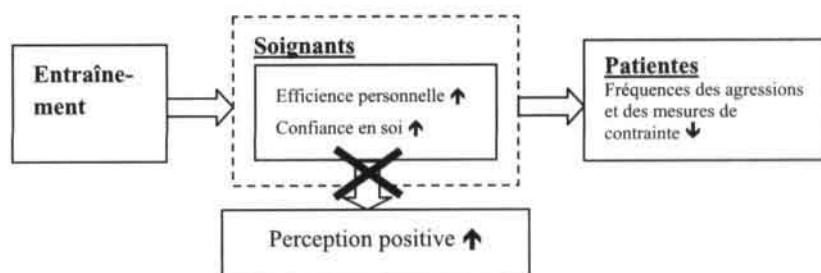 Entraîne-
ment
Soignants
Efficience personnelle ↑
Confiance en soi ↑
Patientes
Fréquences des agressions
et des mesures de
contrainte ↓
Perception positive ↑